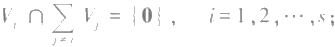 V_i ∩ ∑_{j≠i} V_j = {0}, i=1,2,⋯,s;